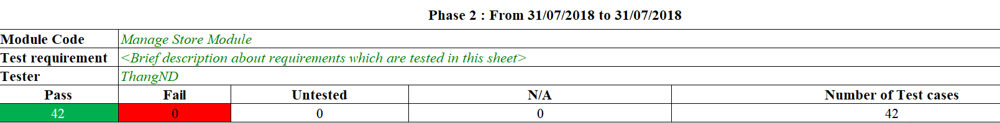 Phase 2 : From 31/07/2018 to 31/07/2018
Module Code Manage Store Module
Test requirement <Brief description about requirements which are tested in this sheet>
Tester ThangND
Pass Fail Untested N/A Number of Test cases
42 0 0 0 42